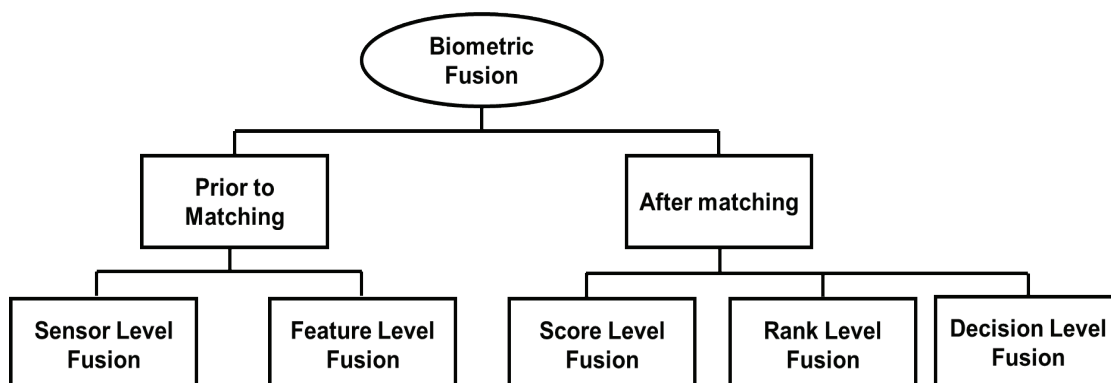 Biometric
Fusion
Prior to
Matching
After matching
Sensor Level
Fusion
Feature Level
Fusion
Score Level
Fusion
Rank Level
Fusion
Decision Level
Fusion